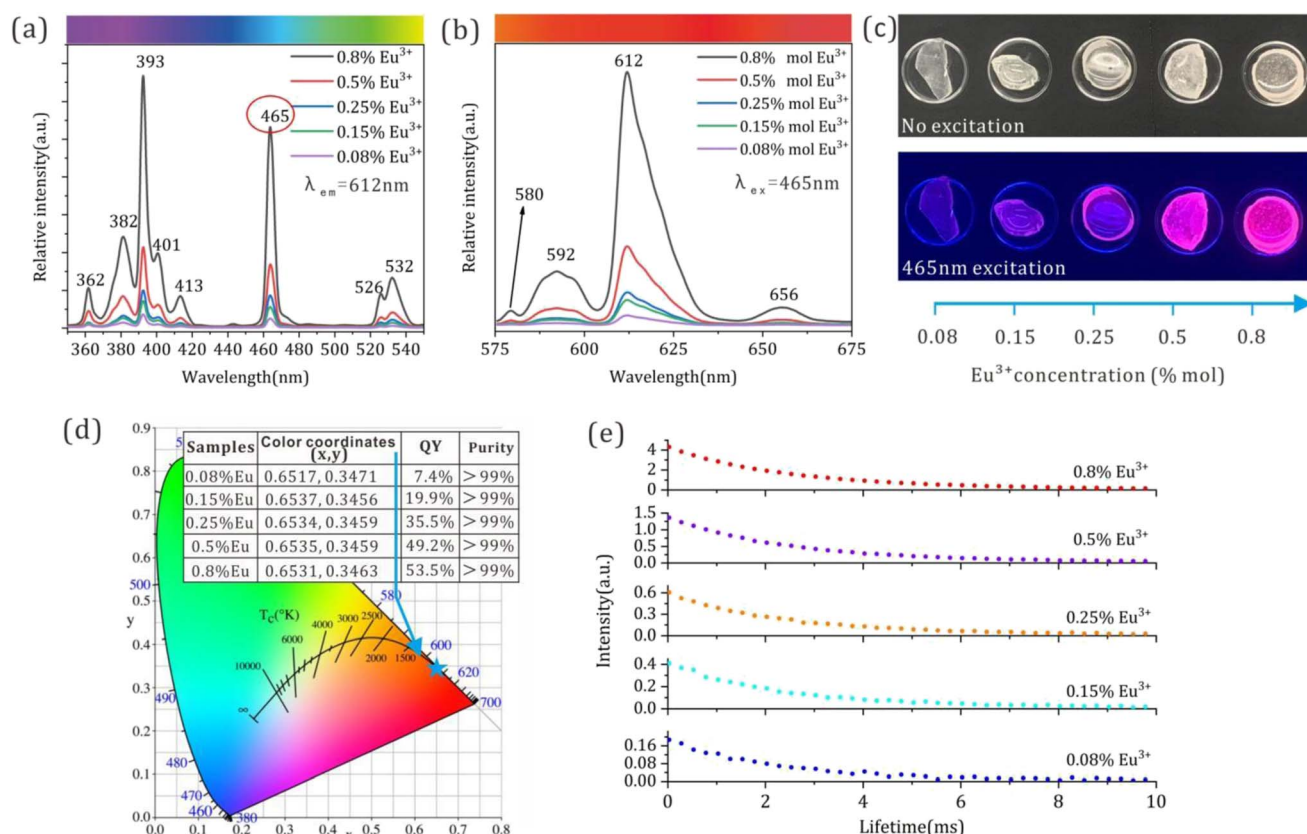 (a)
393
465
382
401
362
413
526
532
0.8% Eu³⁺
0.5% Eu³⁺
0.25% Eu³⁺
0.15% Eu³⁺
0.08% Eu³⁺
λ em=612nm
Relative intensity(a.u.)
360 380 400 420 440 460 480 500 520 540
Wavelength(nm)
(b)
612
580
592
656
0.8% mol Eu³⁺
0.5% mol Eu³⁺
0.25% mol Eu³⁺
0.15% mol Eu³⁺
0.08% mol Eu³⁺
λ ex=465nm
Relative intensity(a.u.)
575 600 625 650 675
Wavelength(nm)
(c)
No excitation
465nm excitation
0.08 0.15 0.25 0.5 0.8
Eu³⁺concentration (% mol)
(d)
Samples Color coordinates (x,y) QY Purity
0.08%Eu 0.6517, 0.3471 7.4% >99%
0.15%Eu 0.6537, 0.3456 19.9% >99%
0.25%Eu 0.6534, 0.3459 35.5% >99%
0.5%Eu 0.6535, 0.3459 49.2% >99%
0.8%Eu 0.6531, 0.3463 53.5% >99%
0.9
0.8
0.7
0.6
0.5
y
0.4
0.3
0.2
0.1
0.0
500
490
480
470
460
380
580
600
620
700
Tc(°K)
∞
10000
6000
4000
3000
2500
2000
1500
0.0 0.1 0.2 0.3 0.4 0.5 0.6 0.7 0.8
(e)
Intensity(a.u.)
4
2
0
0.8% Eu³⁺
1.5
1.0
0.5
0.0
0.5% Eu³⁺
0.6
0.3
0.0
0.25% Eu³⁺
0.4
0.2
0.0
0.15% Eu³⁺
0.16
0.08
0.00
0.08% Eu³⁺
0 2 4 6 8 10
Lifetime(ms)